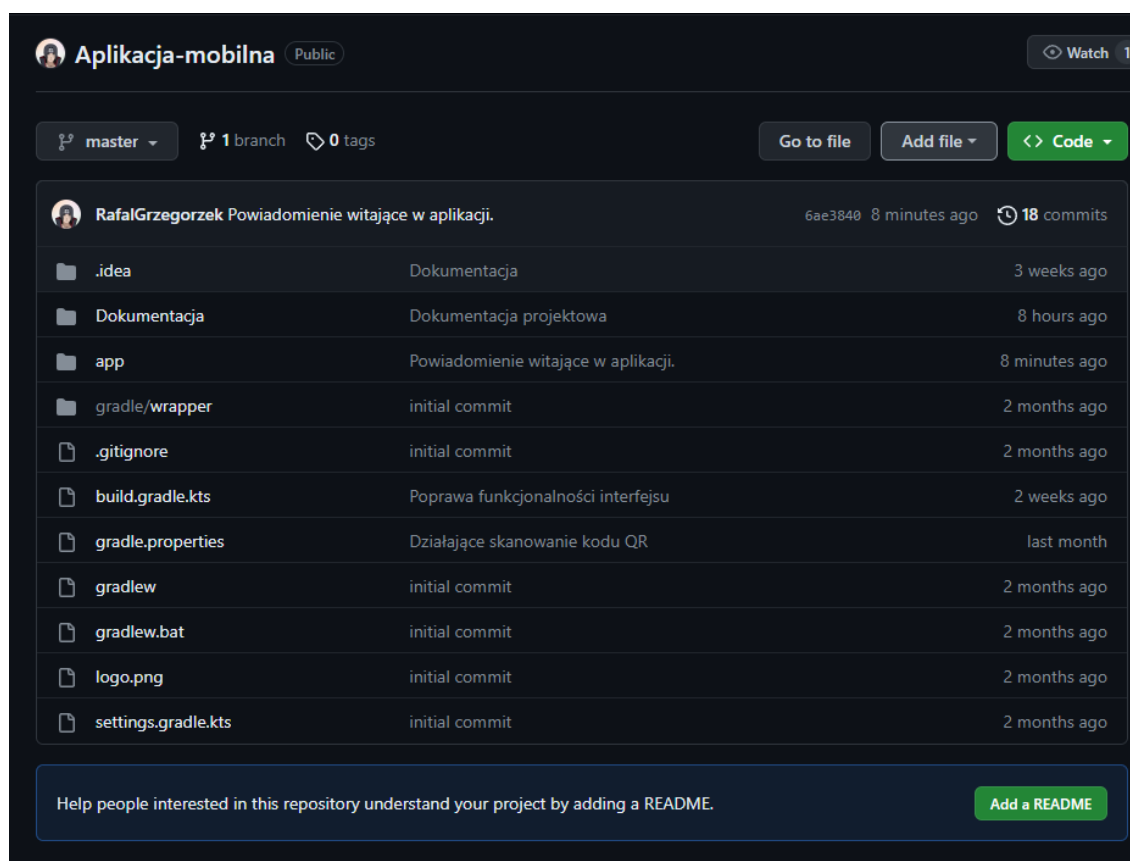 Aplikacja-mobilna Public Watch 1
master 1 branch 0 tags Go to file Add file <> Code
RafalGrzegorzek Powiadomienie witające w aplikacji. 6ae3840 8 minutes ago 18 commits
.idea Dokumentacja 3 weeks ago
Dokumentacja Dokumentacja projektowa 8 hours ago
app Powiadomienie witające w aplikacji. 8 minutes ago
gradle/wrapper initial commit 2 months ago
.gitignore initial commit 2 months ago
build.gradle.kts Poprawa funkcjonalności interfejsu 2 weeks ago
gradle.properties Działające skanowanie kodu QR last month
gradlew initial commit 2 months ago
gradlew.bat initial commit 2 months ago
logo.png initial commit 2 months ago
settings.gradle.kts initial commit 2 months ago
Help people interested in this repository understand your project by adding a README. Add a README